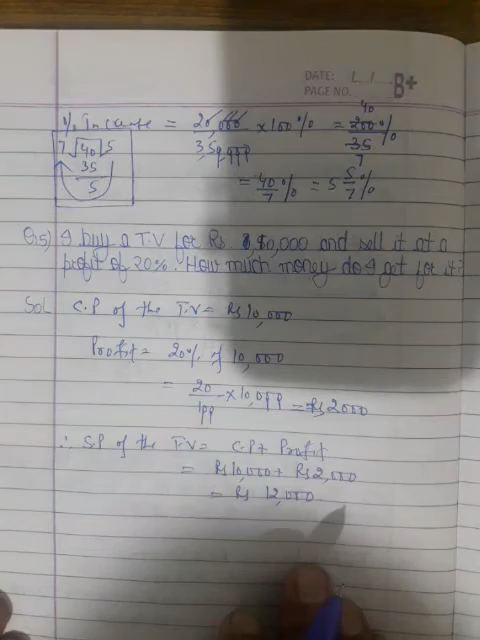 DATE: L I
PAGE NO.
B+
% Increase = 20,000/35,000 × 100% = 200/35 %
40
7
7 40 5
35
5
= 40/7 % = 5 5/7 %
Q5) I buy a T.V for Rs 10,000 and sell it at a
profit of 20%. How much money do I get for it?
Sol C.P of the T.V = Rs 10,000
Profit = 20% of 10,000
= 20/100 × 10,000 = Rs 2000
∴ S.P of the T.V = C.P + Profit
= Rs 10,000 + Rs 2,000
= Rs 12,000